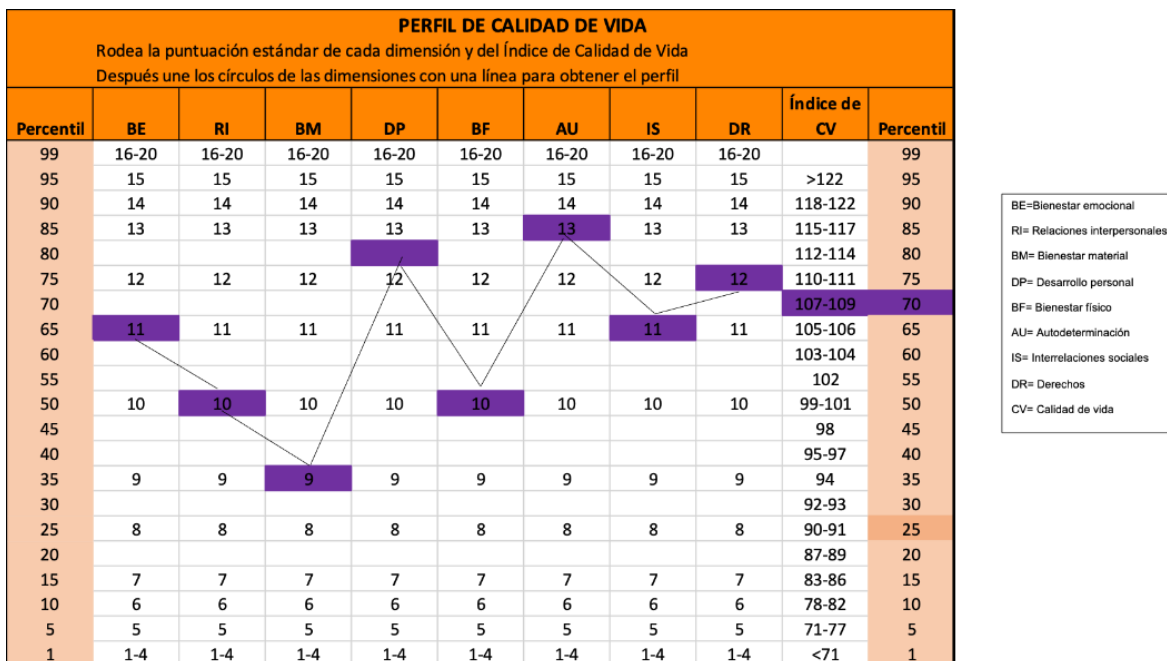 PERFIL DE CALIDAD DE VIDA
Rodea la puntuación estándar de cada dimensión y del Índice de Calidad de Vida
Después une los círculos de las dimensiones con una línea para obtener el perfil
Percentil BE RI BM DP BF AU IS DR Índice de CV Percentil
99 16-20 16-20 16-20 16-20 16-20 16-20 16-20 16-20 99
95 15 15 15 15 15 15 15 15 >122 95
90 14 14 14 14 14 14 14 14 118-122 90
85 13 13 13 13 13 13 13 13 115-117 85
80 112-114 80
75 12 12 12 12 12 12 12 12 110-111 75
70 107-109 70
65 11 11 11 11 11 11 11 11 105-106 65
60 103-104 60
55 102 55
50 10 10 10 10 10 10 10 10 99-101 50
45 98 45
40 95-97 40
35 9 9 9 9 9 9 9 9 94 35
30 92-93 30
25 8 8 8 8 8 8 8 8 90-91 25
20 87-89 20
15 7 7 7 7 7 7 7 7 83-86 15
10 6 6 6 6 6 6 6 6 78-82 10
5 5 5 5 5 5 5 5 5 71-77 5
1 1-4 1-4 1-4 1-4 1-4 1-4 1-4 1-4 <71 1
BE=Bienestar emocional
RI= Relaciones interpersonales
BM= Bienestar material
DP= Desarrollo personal
BF= Bienestar físico
AU= Autodeterminación
IS= Interrelaciones sociales
DR= Derechos
CV= Calidad de vida